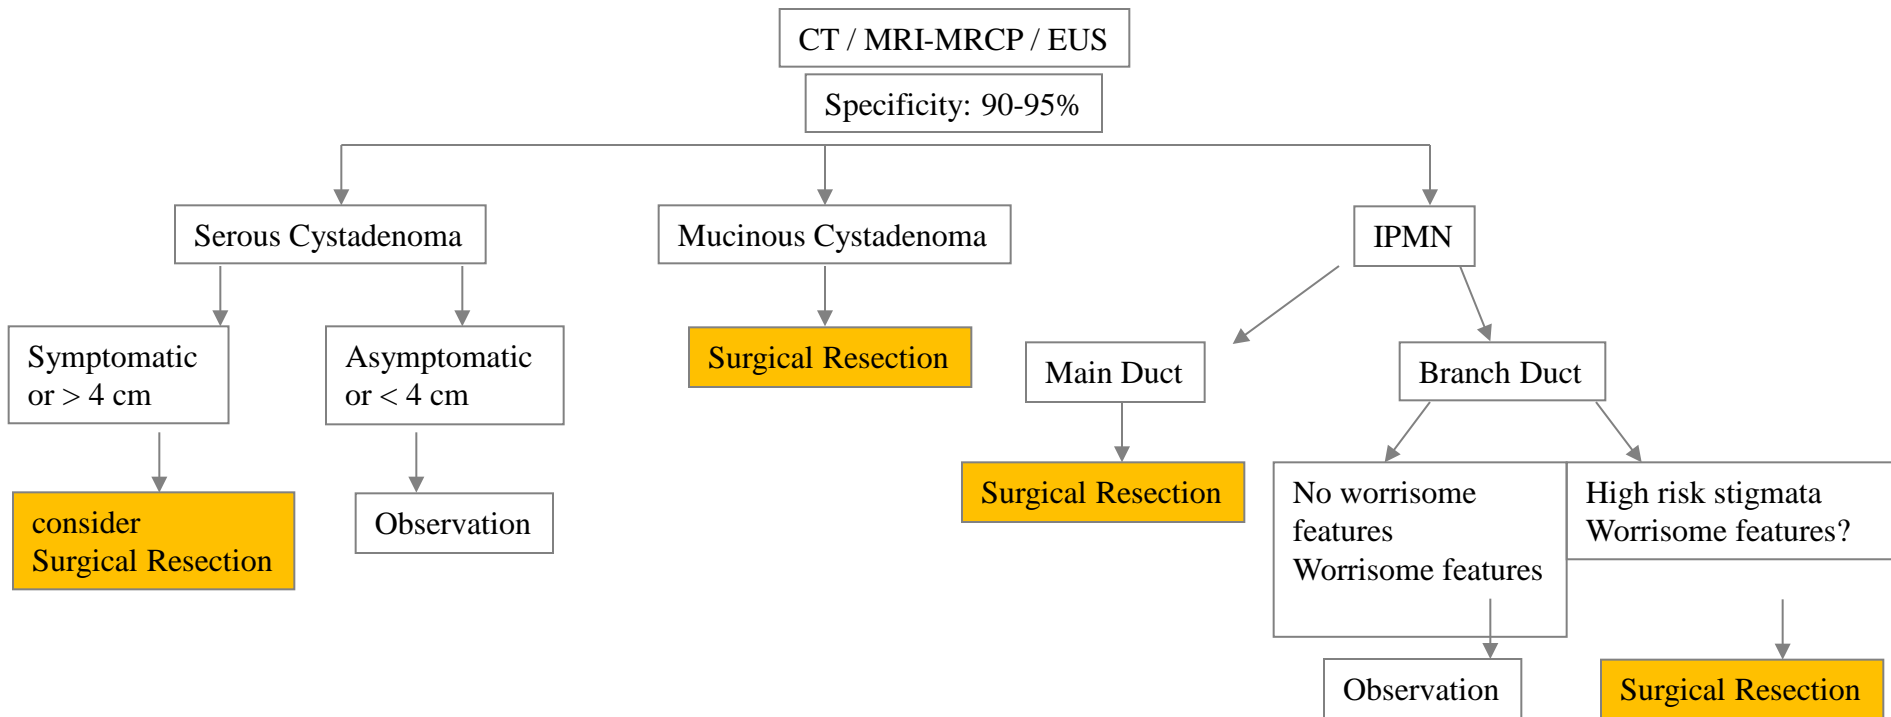 CT / MRI-MRCP / EUS
Specificity: 90-95%
Serous Cystadenoma
Mucinous Cystadenoma
IPMN
Symptomatic
or > 4 cm
Asymptomatic
or < 4 cm
Surgical Resection
Main Duct
Branch Duct
consider
Surgical Resection
Observation
Surgical Resection
No worrisome
features
Worrisome features
High risk stigmata
Worrisome features?
Observation
Surgical Resection